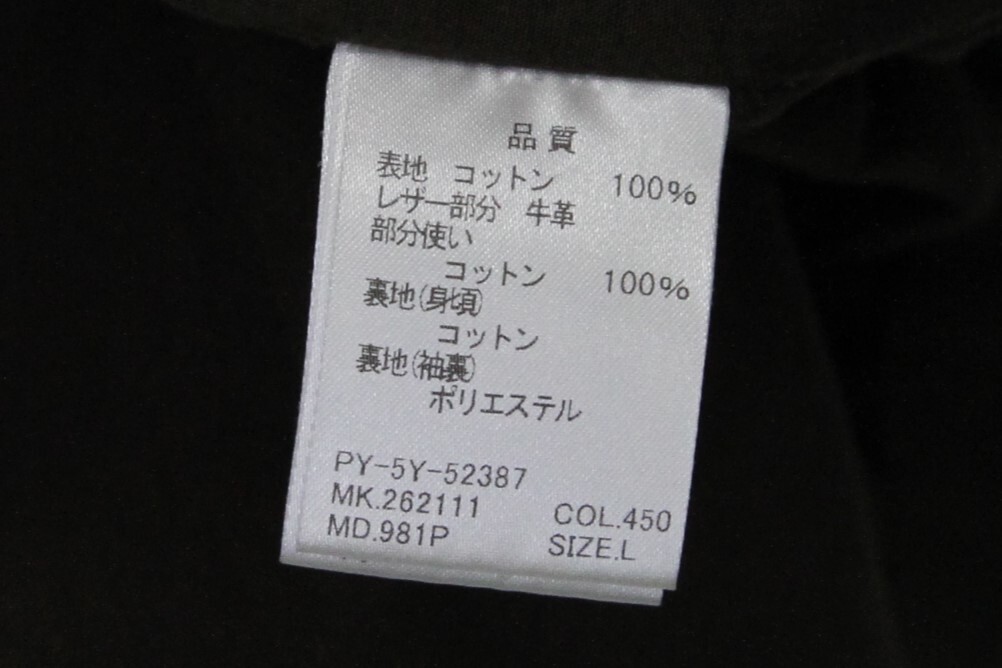 品質
表地 コットン 100%
レザー部分 牛革
部分使い
コットン 100%
裏地(身頃)
コットン
裏地(袖裏)
ポリエステル
PY-5Y-52387
MK.262111 COL.450
MD.981P SIZE.L